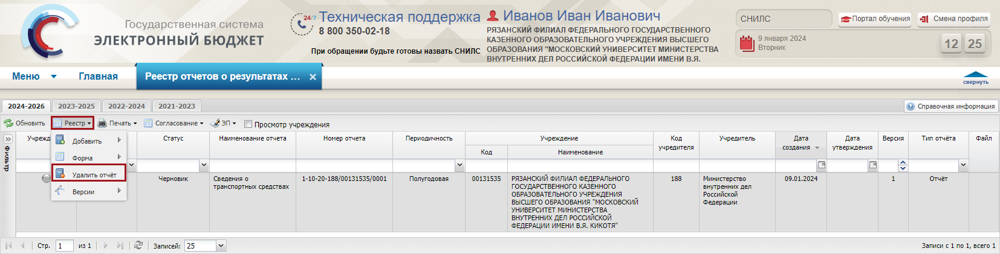 Государственная система
ЭЛЕКТРОННЫЙ БЮДЖЕТ
24/7
Техническая поддержка
8 800 350-02-18
При обращении будьте готовы назвать СНИЛС
Иванов Иван Иванович
РЯЗАНСКИЙ ФИЛИАЛ ФЕДЕРАЛЬНОГО ГОСУДАРСТВЕННОГО
КАЗЕННОГО ОБРАЗОВАТЕЛЬНОГО УЧРЕЖДЕНИЯ ВЫСШЕГО
ОБРАЗОВАНИЯ "МОСКОВСКИЙ УНИВЕРСИТЕТ МИНИСТЕРСТВА
ВНУТРЕННИХ ДЕЛ РОССИЙСКОЙ ФЕДЕРАЦИИ ИМЕНИ В.Я.
СНИЛС
Портал обучения
Смена профиля
9 января 2024
Вторник
12 25
Меню
Главная
Реестр отчетов о результатах ...
свернуть
2024-2026
2023-2025
2022-2024
2021-2023
Справочная информация
Обновить
Реестр
Печать
Согласование
ЭП
Просмотр учреждения
Фильтр
Добавить
Форма
Удалить отчёт
Версии
Учрежд
Статус
Наименование отчета
Номер отчета
Периодичность
Учреждение
Код
Наименование
Код
учредителя
Учредитель
Дата
создания
Дата
утверждения
Версия
Тип отчёта
Файл
Черновик
Сведения о
транспортных средствах
1-10-20-188/00131535/0001
Полугодовая
00131535
РЯЗАНСКИЙ ФИЛИАЛ ФЕДЕРАЛЬНОГО
ГОСУДАРСТВЕННОГО КАЗЕННОГО
ОБРАЗОВАТЕЛЬНОГО УЧРЕЖДЕНИЯ
ВЫСШЕГО ОБРАЗОВАНИЯ "МОСКОВСКИЙ
УНИВЕРСИТЕТ МИНИСТЕРСТВА
ВНУТРЕННИХ ДЕЛ РОССИЙСКОЙ
ФЕДЕРАЦИИ ИМЕНИ В.Я. КИКОТЯ"
188
Министерство
внутренних дел
Российской
Федерации
09.01.2024
1
Отчёт
Стр. 1 из 1
Записей: 25
Записи с 1 по 1, всего 1